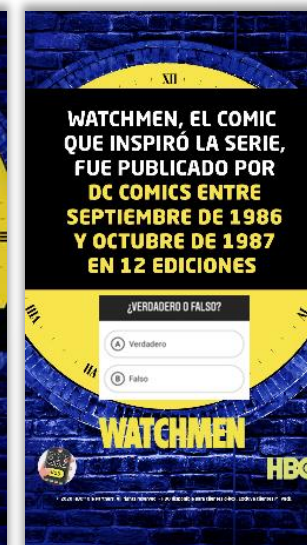 XII
WATCHMEN, EL COMIC
QUE INSPIRÓ LA SERIE,
FUE PUBLICADO POR
DC COMICS ENTRE
SEPTIEMBRE DE 1986
Y OCTUBRE DE 1987
EN 12 EDICIONES
¿VERDADERO O FALSO?
A Verdadero
B Falso
IIII
WATCHMEN
HBO